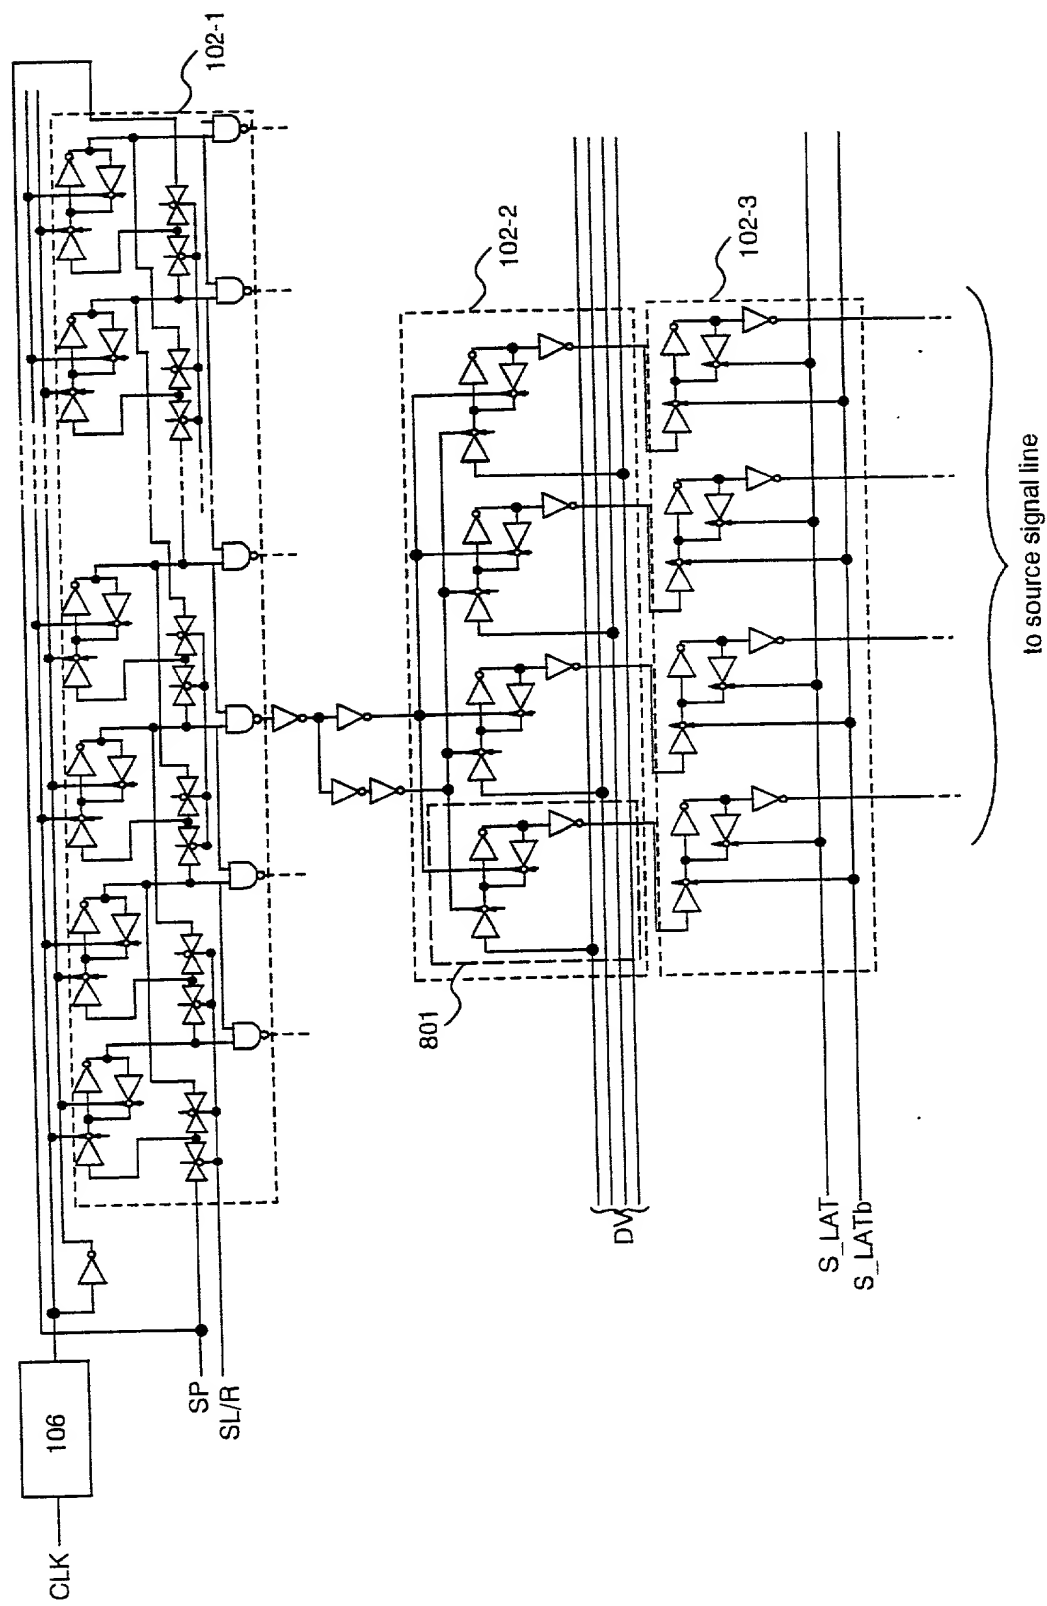 102-1
102-2
102-3
801
106
CLK
SP
SL/R
DV
S_LAT
S_LATb
to source signal line